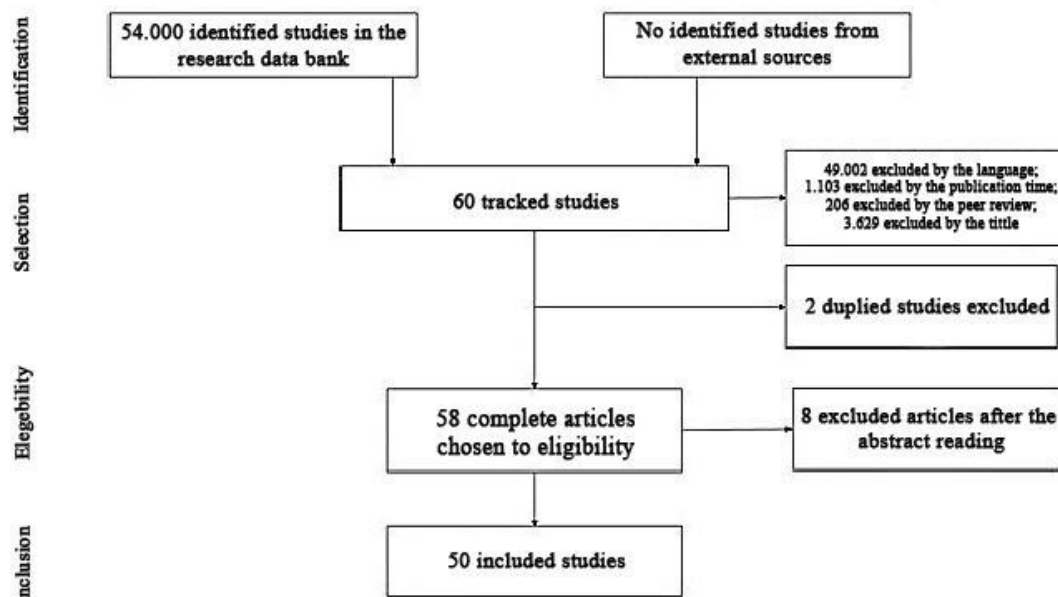 Identification
54.000 identified studies in the
research data bank
No identified studies from
external sources
Selection
60 tracked studies
49.002 excluded by the language;
1.103 excluded by the publication time;
206 excluded by the peer review;
3.629 excluded by the tittle
2 duplied studies excluded
Elegebility
58 complete articles
chosen to eligibility
8 excluded articles after the
abstract reading
nclusion
50 included studies